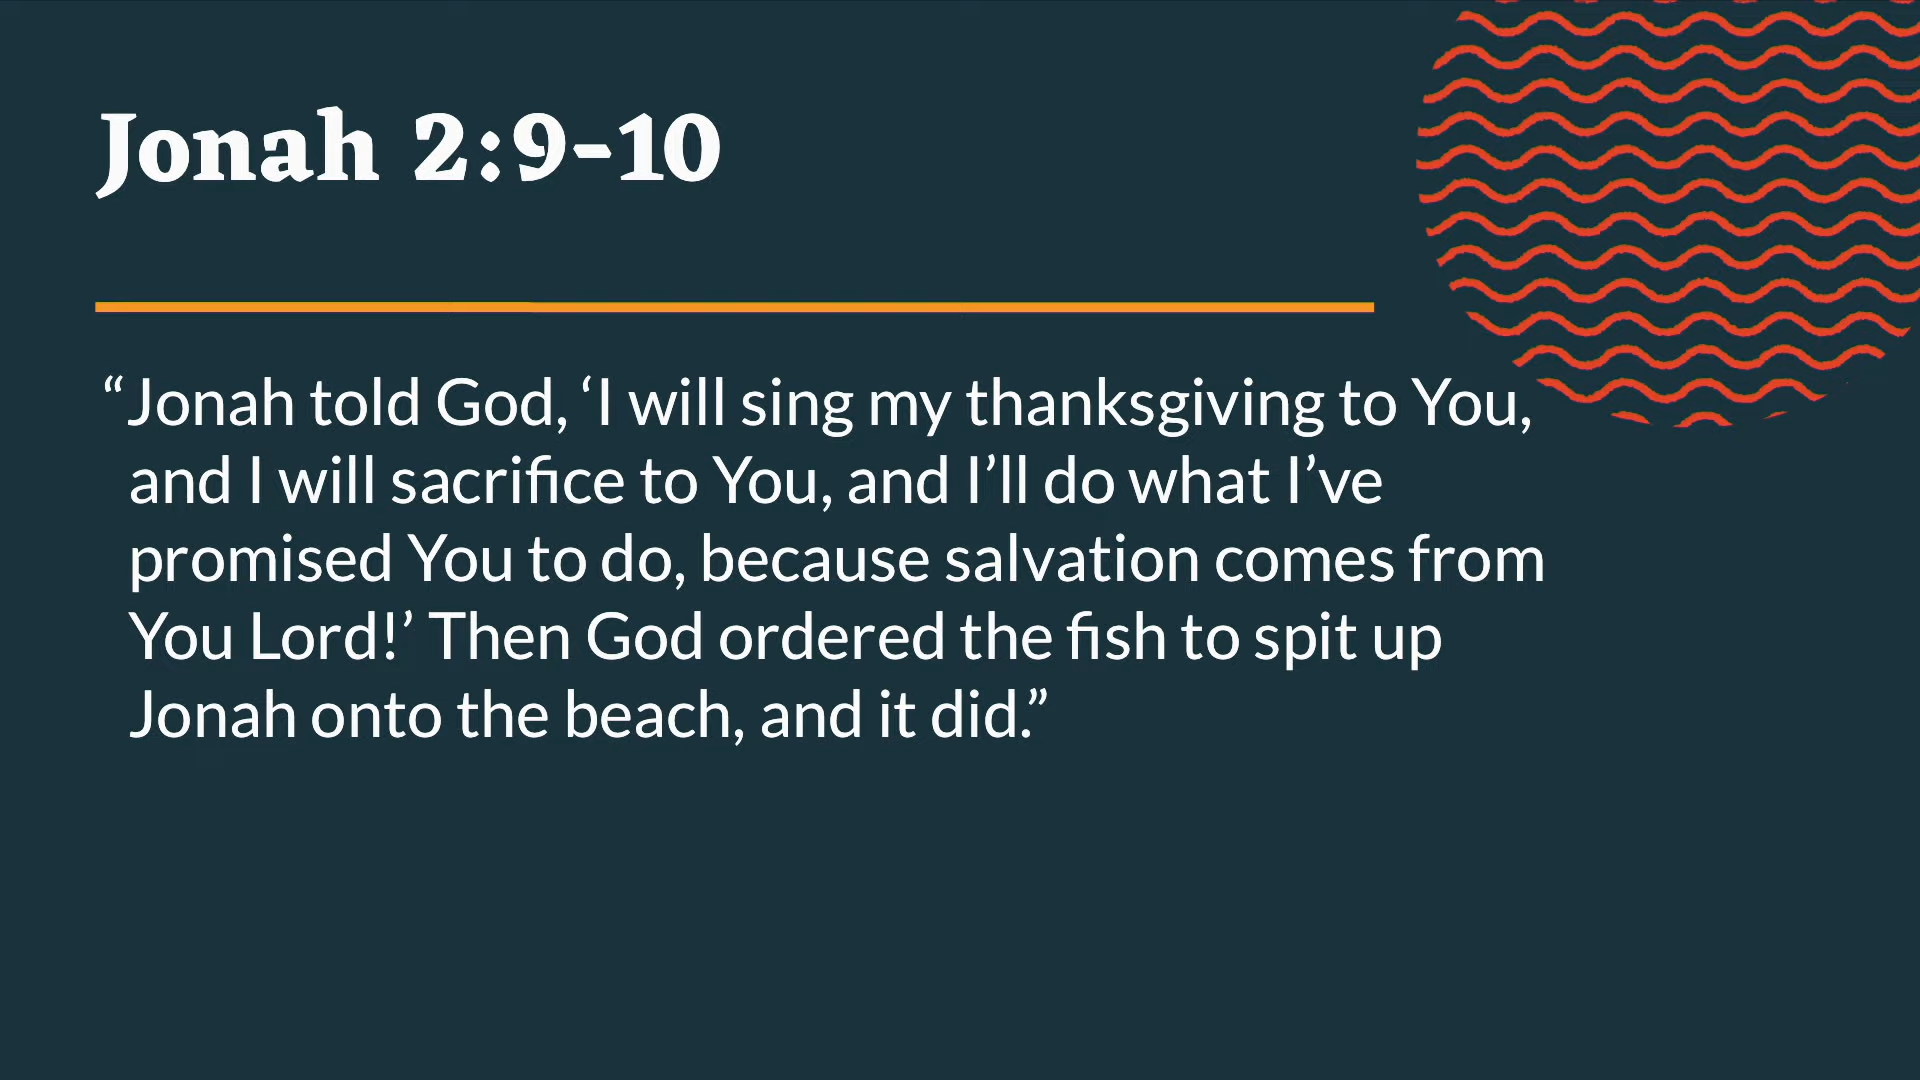 Jonah 2:9-10
“Jonah told God, ‘I will sing my thanksgiving to You,
and I will sacrifice to You, and I’ll do what I’ve
promised You to do, because salvation comes from
You Lord!’ Then God ordered the fish to spit up
Jonah onto the beach, and it did.”